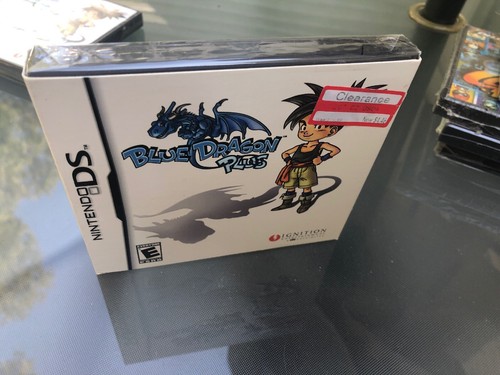 Clearance
BLUE DRAGON
PLUS
NINTENDO DS
E
IGNITION